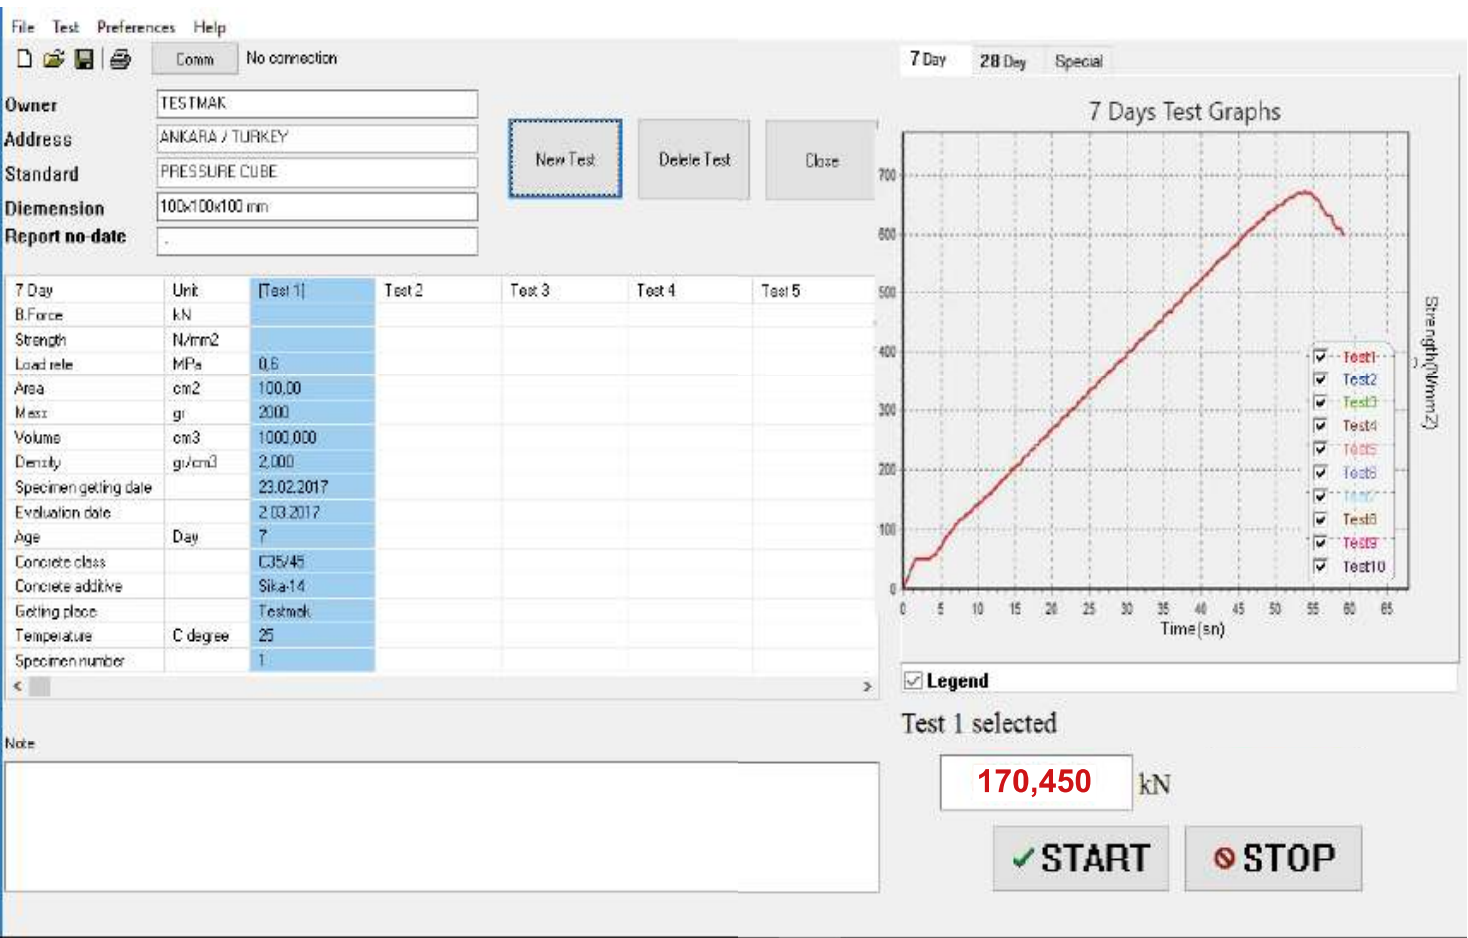 File Test Preferences Help
Comm No connection
Owner TESTMAK
Address ANKARA / TURKEY
Standard PRESSURE CUBE
Diemension 100x100x100 mm
Report no-date .
New Test Delete Test Close
7 Day Unit [Test 1] Test 2 Test 3 Test 4 Test 5
B.Force kN
Strength N/mm2
Load rate MPa 0,6
Area cm2 100,00
Mass gr 2000
Volume cm3 1000,000
Density gr/cm3 2,000
Specimen getting date 23.02.2017
Evaluation date 2.03.2017
Age Day 7
Concrete class C35/45
Concrete additive Sika-14
Getting place Testmak
Temperature C degree 25
Specimen number 1
Note
7 Day 28 Day Special
7 Days Test Graphs
700
600
500
400
300
200
100
0
0 5 10 15 20 25 30 35 40 45 50 55 60 65
Time(sn)
Strength(N/mm2)
Test1
Test2
Test3
Test4
Test5
Test6
Test7
Test8
Test9
Test10
Legend
Test 1 selected
170,450 kN
START STOP